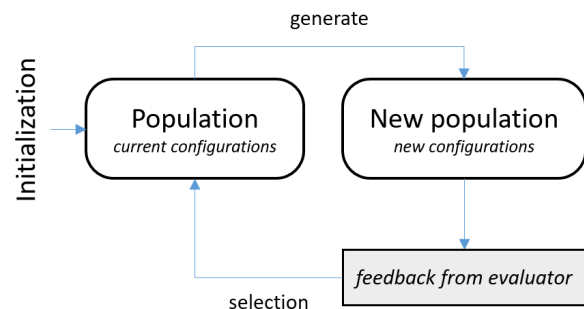 generate
Initialization
Population
current configurations
New population
new configurations
feedback from evaluator
selection